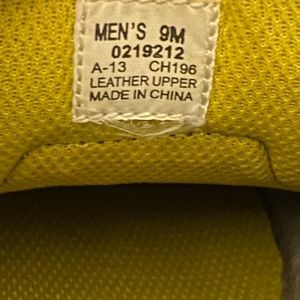 MEN'S 9M
0219212
A-13 CH196
LEATHER UPPER
MADE IN CHINA